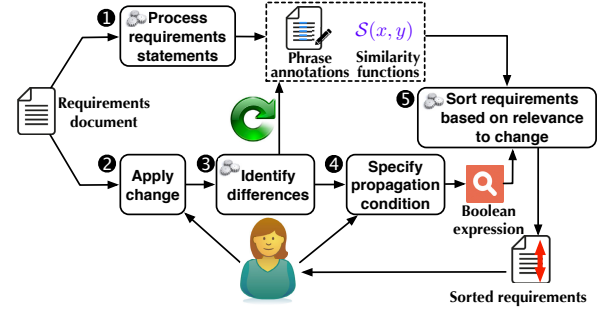 ❶ Process
requirements
statements
Phrase
annotations
S(x, y)
Similarity
functions
Requirements
document
❺ Sort requirements
based on relevance
to change
❷ Apply
change
❸ Identify
differences
❹ Specify
propagation
condition
Boolean
expression
Sorted requirements